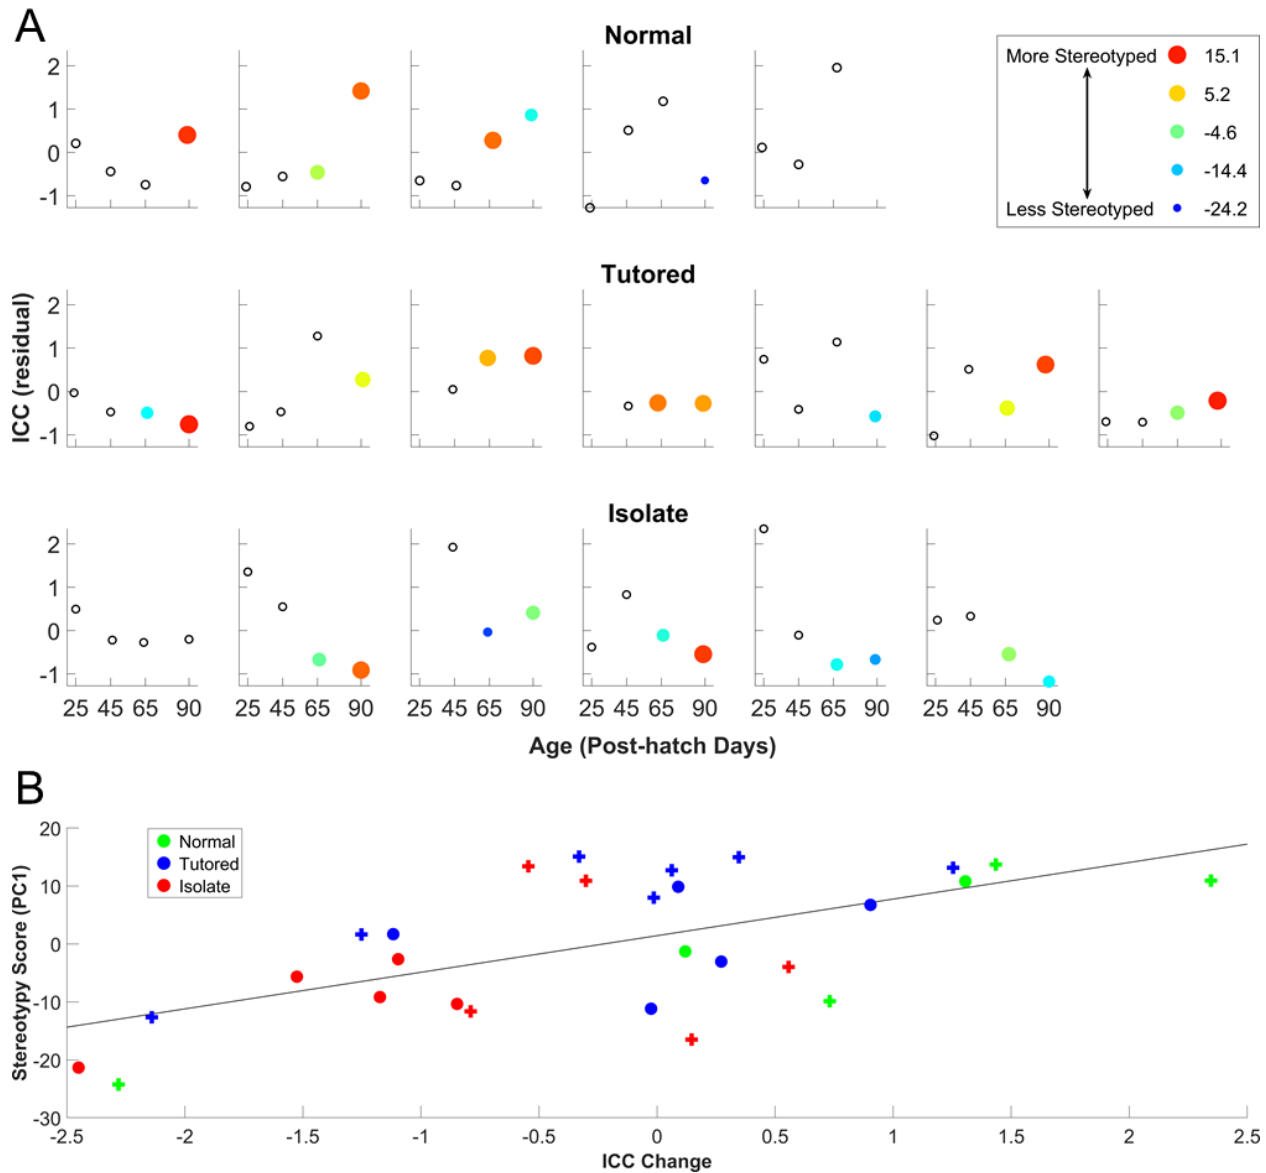 A
Normal
More Stereotyped
Less Stereotyped
15.1
5.2
-4.6
-14.4
-24.2
2
1
0
-1
Tutored
ICC (residual)
2
1
0
-1
Isolate
2
1
0
-1
25 45 65 90 25 45 65 90 25 45 65 90 25 45 65 90 25 45 65 90 25 45 65 90
Age (Post-hatch Days)
B
Normal
Tutored
Isolate
Stereotypy Score (PC1)
20
10
0
-10
-20
-30
-2.5 -2 -1.5 -1 -0.5 0 0.5 1 1.5 2 2.5
ICC Change